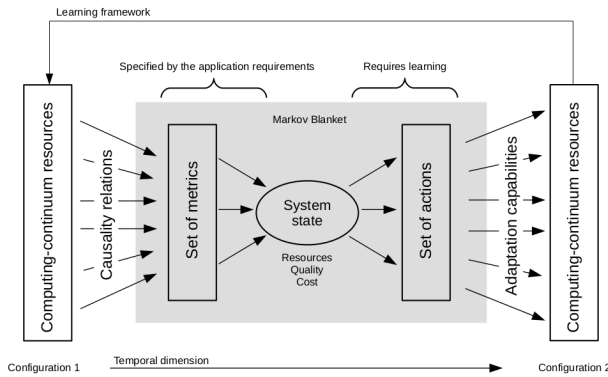 Learning framework
Specified by the application requirements
Requires learning
Markov Blanket
Computing-continuum resources
Causality relations
Set of metrics
System
state
Resources
Quality
Cost
Set of actions
Adaptation capabilities
Computing-continuum resources
Configuration 1
Temporal dimension
Configuration 2